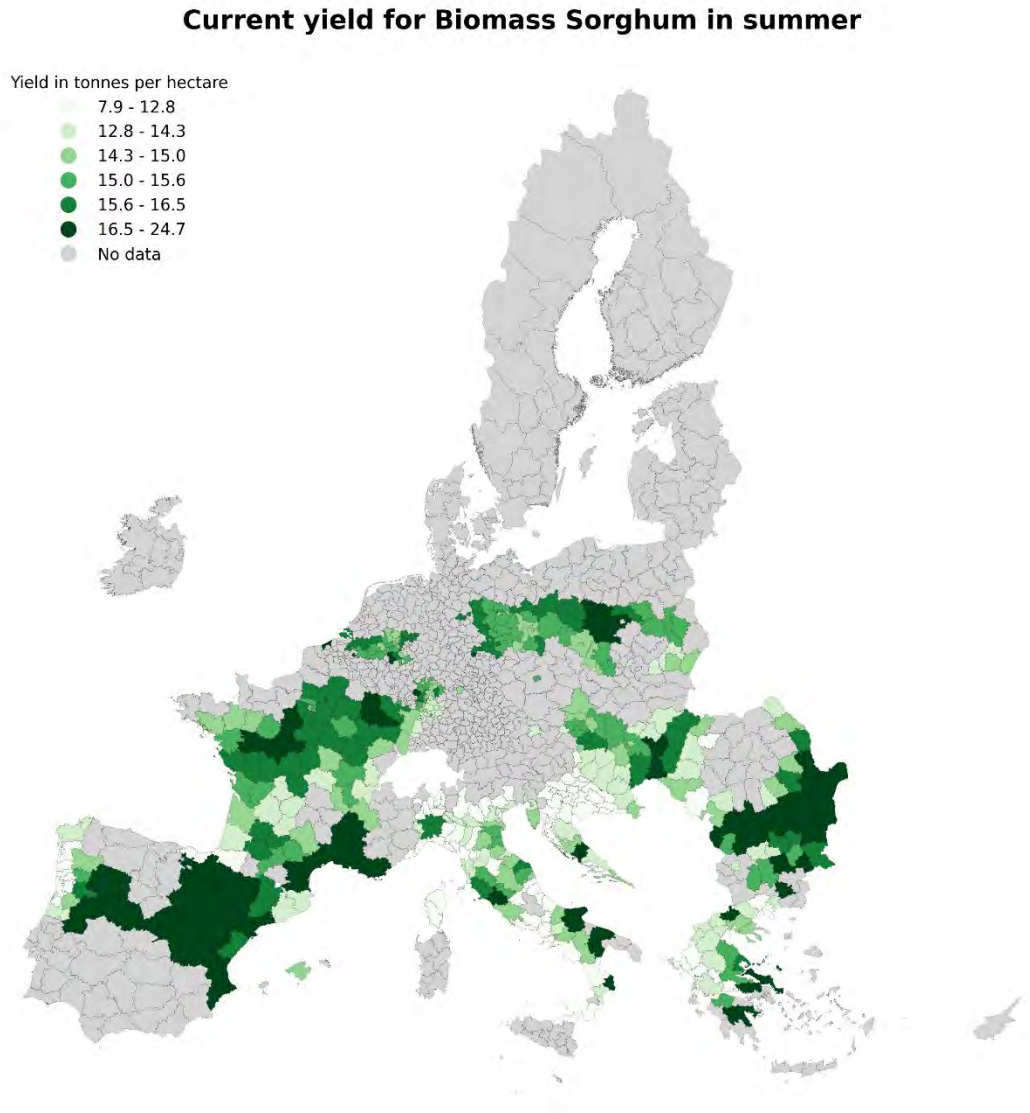 Current yield for Biomass Sorghum in summer
Yield in tonnes per hectare
7.9 - 12.8
12.8 - 14.3
14.3 - 15.0
15.0 - 15.6
15.6 - 16.5
16.5 - 24.7
No data